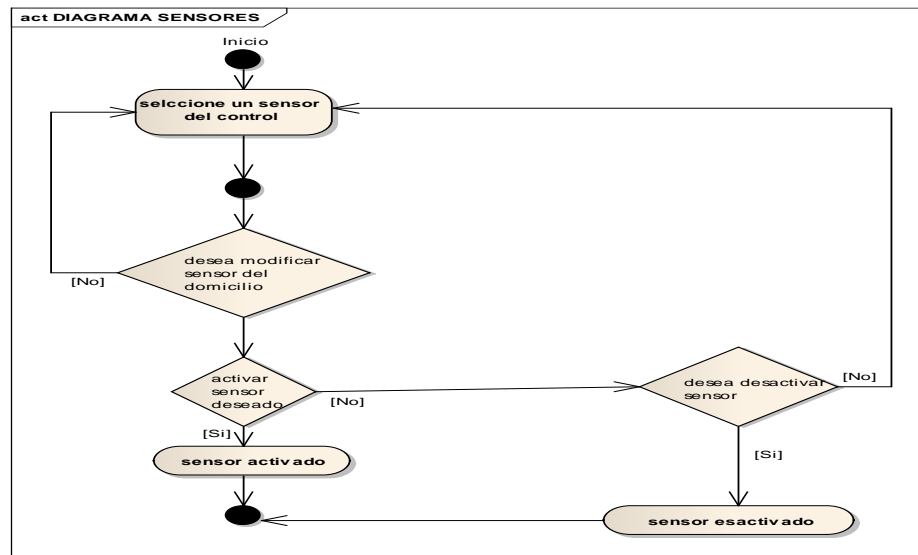 act DIAGRAMA SENSORES
Inicio
selccione un sensor
del control
desea modificar
sensor del
domicilio
[No]
activar
sensor
deseado
[No]
desea desactivar
sensor
[No]
[Si]
[Si]
sensor activado
sensor esactivado